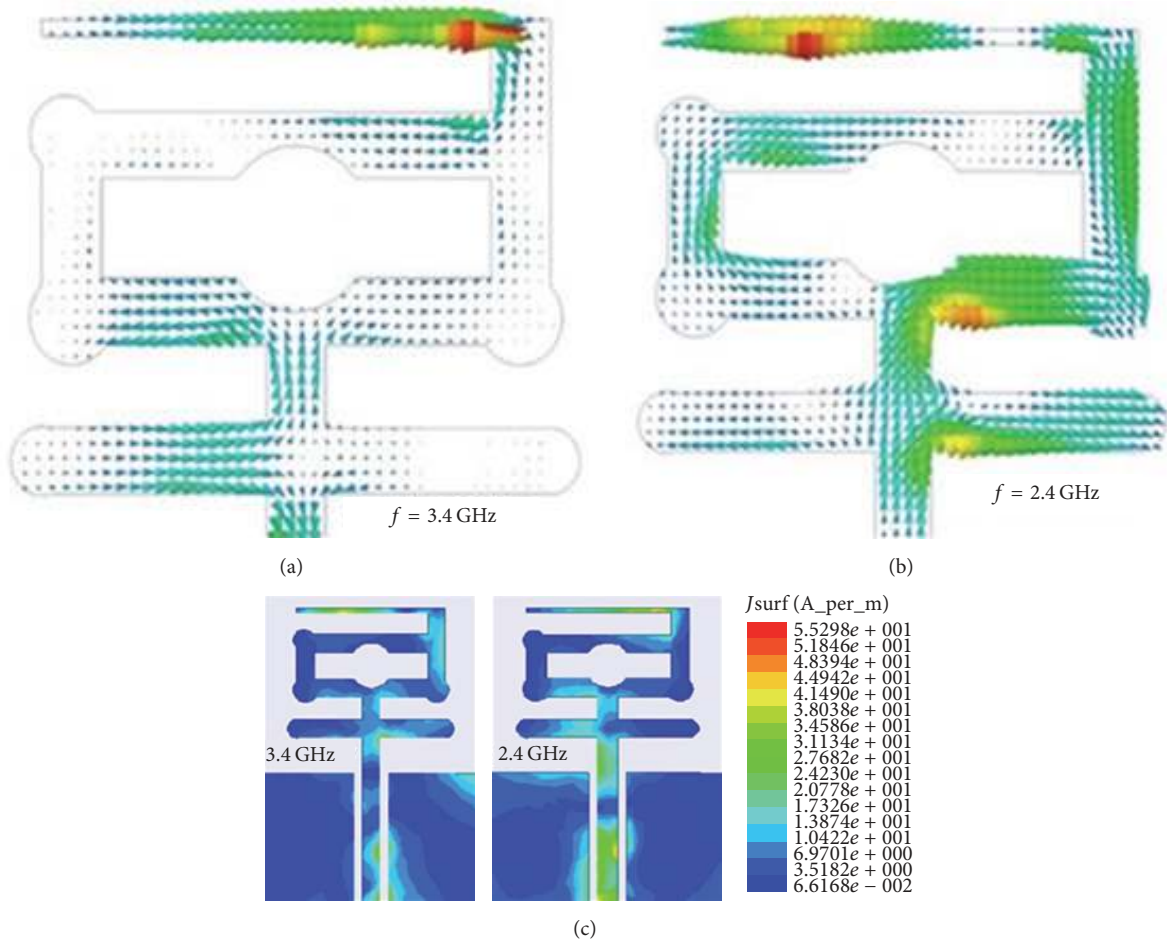 f = 3.4 GHz
f = 2.4 GHz
(a)
(b)
3.4 GHz
2.4 GHz
Jsurf (A_per_m)
5.5298e + 001
5.1846e + 001
4.8394e + 001
4.4942e + 001
4.1490e + 001
3.8038e + 001
3.4586e + 001
3.1134e + 001
2.7682e + 001
2.4230e + 001
2.0778e + 001
1.7326e + 001
1.3874e + 001
1.0422e + 001
6.9701e + 000
3.5182e + 000
6.6168e − 002
(c)